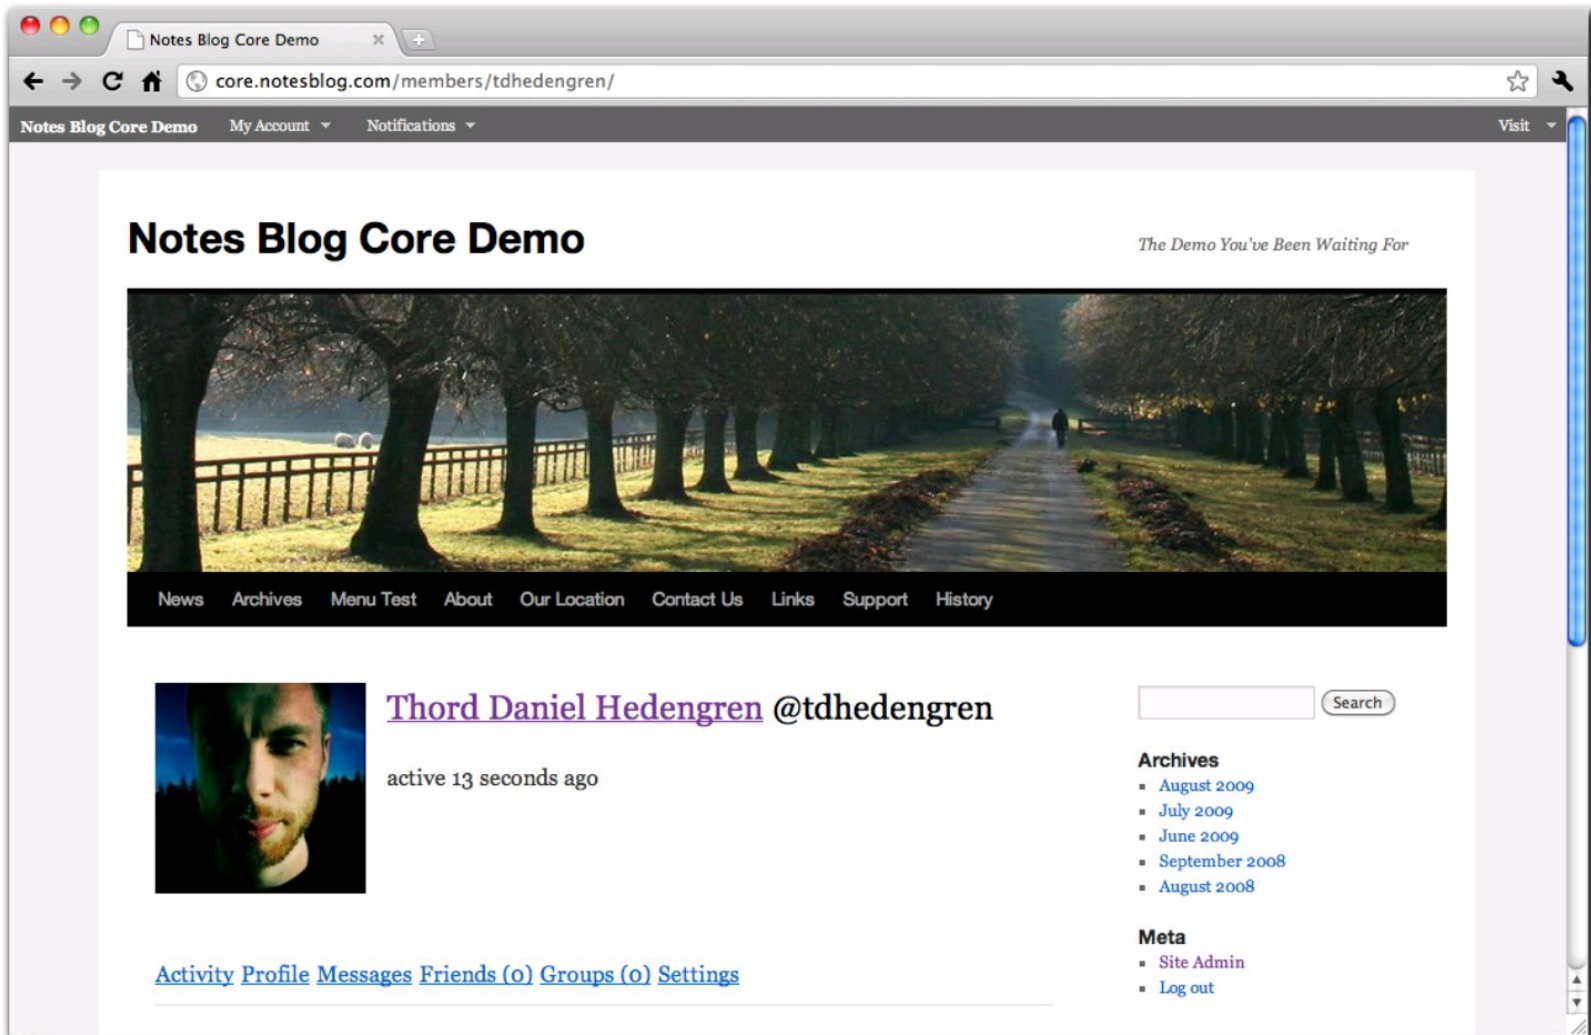 Notes Blog Core Demo
core.notesblog.com/members/tdhedengren/
Notes Blog Core Demo My Account Notifications Visit
Notes Blog Core Demo
The Demo You've Been Waiting For
News Archives Menu Test About Our Location Contact Us Links Support History
Thord Daniel Hedengren @tdhedengren
active 13 seconds ago
Activity Profile Messages Friends (0) Groups (0) Settings
Search
Archives
August 2009
July 2009
June 2009
September 2008
August 2008
Meta
Site Admin
Log out